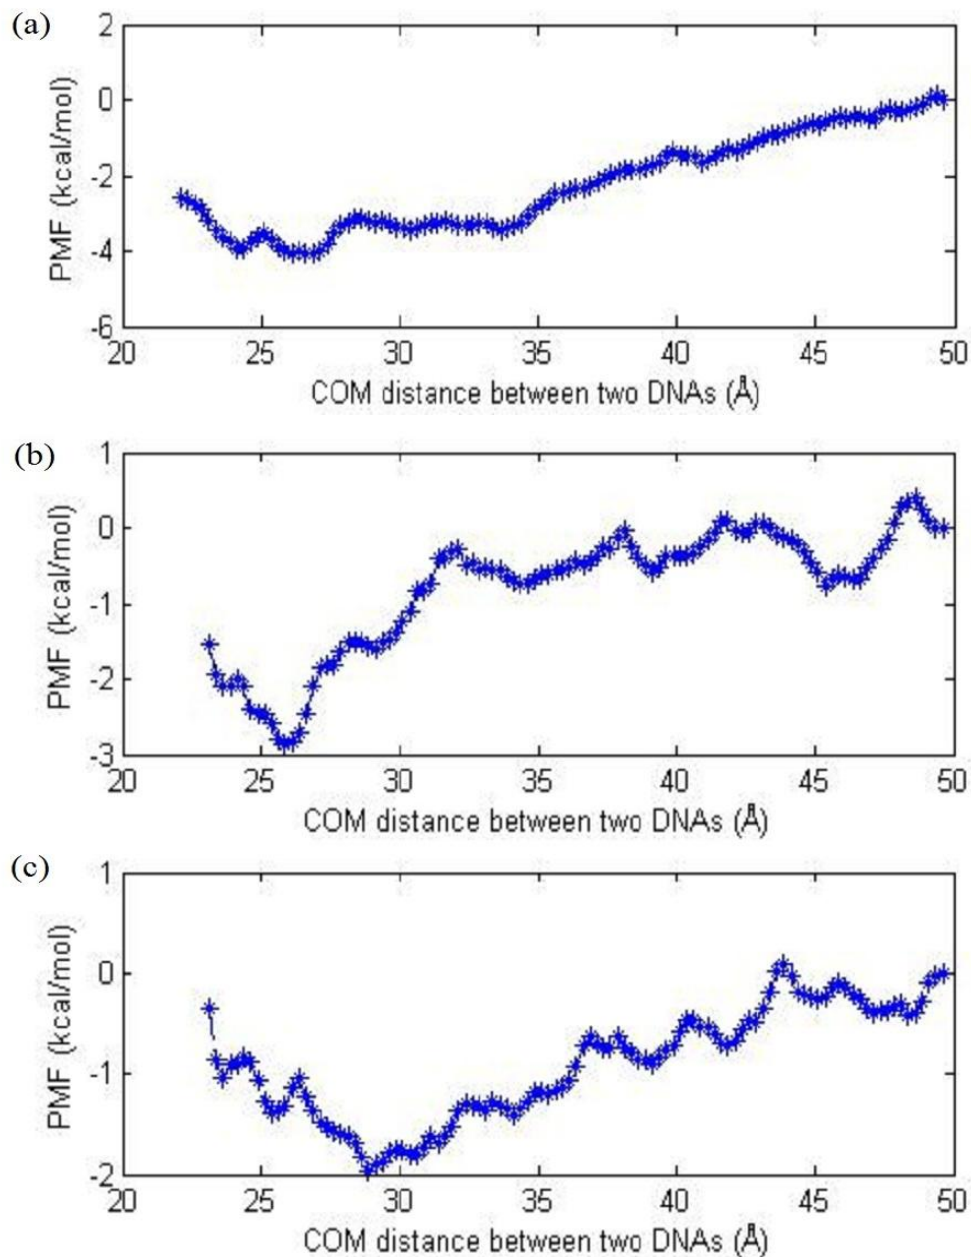 (a)
2
0
-2
-4
-6
PMF (kcal/mol)
20 25 30 35 40 45 50
COM distance between two DNAs (Å)
(b)
1
0
-1
-2
-3
PMF (kcal/mol)
20 25 30 35 40 45 50
COM distance between two DNAs (Å)
(c)
1
0
-1
-2
PMF (kcal/mol)
20 25 30 35 40 45 50
COM distance between two DNAs (Å)